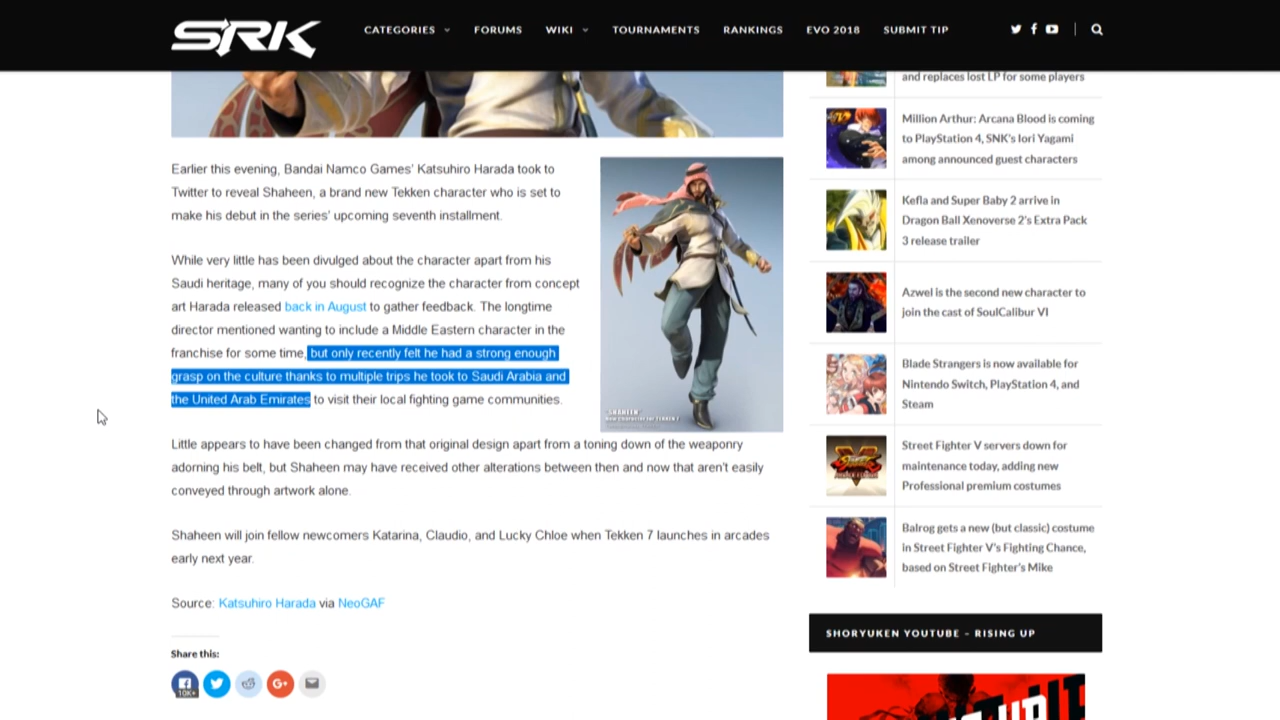 SRK
CATEGORIES
FORUMS
WIKI
TOURNAMENTS
RANKINGS
EVO 2018
SUBMIT TIP
Earlier this evening, Bandai Namco Games' Katsuhiro Harada took to
Twitter to reveal Shaheen, a brand new Tekken character who is set to
make his debut in the series' upcoming seventh installment.
While very little has been divulged about the character apart from his
Saudi heritage, many of you should recognize the character from concept
art Harada released back in August to gather feedback. The longtime
director mentioned wanting to include a Middle Eastern character in the
franchise for some time, but only recently felt he had a strong enough
grasp on the culture thanks to multiple trips he took to Saudi Arabia and
the United Arab Emirates to visit their local fighting game communities.
"SHAHEEN"
New Character for TEKKEN 7
Little appears to have been changed from that original design apart from a toning down of the weaponry
adorning his belt, but Shaheen may have received other alterations between then and now that aren't easily
conveyed through artwork alone.
Shaheen will join fellow newcomers Katarina, Claudio, and Lucky Chloe when Tekken 7 launches in arcades
early next year.
Source: Katsuhiro Harada via NeoGAF
Share this:
10K+
and replaces lost LP for some players
Million Arthur: Arcana Blood is coming
to PlayStation 4, SNK's Iori Yagami
among announced guest characters
Kefla and Super Baby 2 arrive in
Dragon Ball Xenoverse 2's Extra Pack
3 release trailer
Azwel is the second new character to
join the cast of SoulCalibur VI
Blade Strangers is now available for
Nintendo Switch, PlayStation 4, and
Steam
Street Fighter V servers down for
maintenance today, adding new
Professional premium costumes
Balrog gets a new (but classic) costume
in Street Fighter V's Fighting Chance,
based on Street Fighter's Mike
SHORYUKEN YOUTUBE – RISING UP